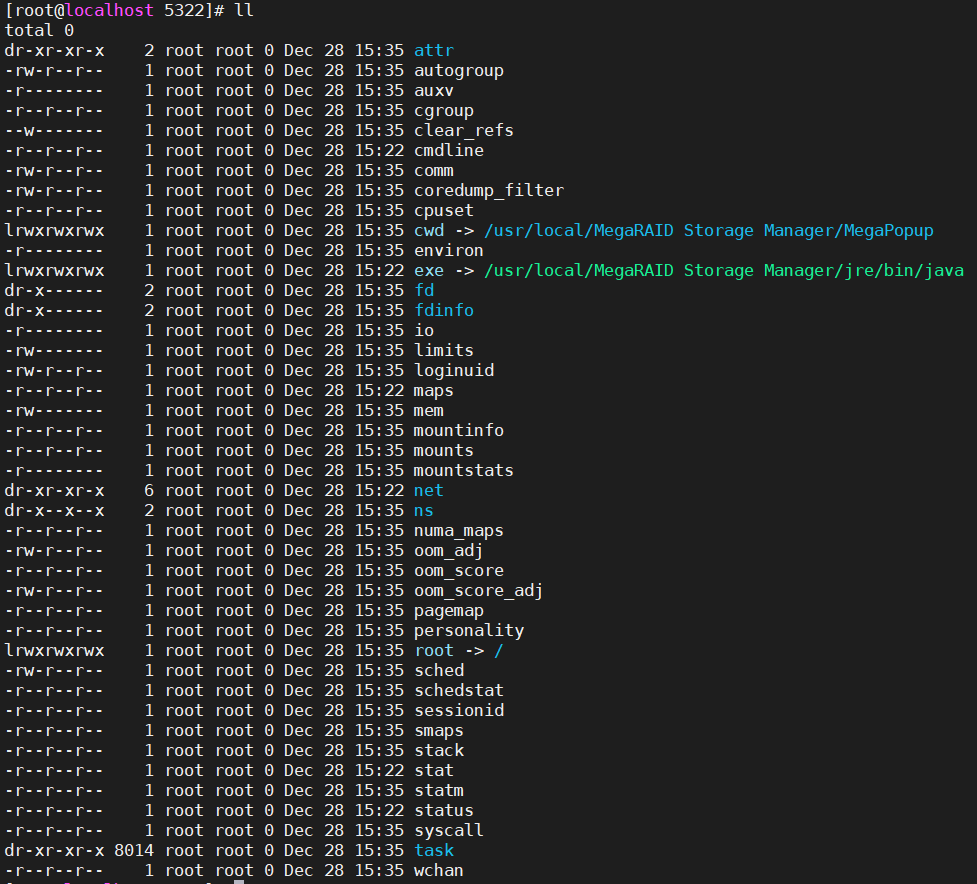 [root@localhost 5322]# ll
total 0
dr-xr-xr-x    2 root root 0 Dec 28 15:35 attr
-rw-r--r--    1 root root 0 Dec 28 15:35 autogroup
-r--------    1 root root 0 Dec 28 15:35 auxv
-r--r--r--    1 root root 0 Dec 28 15:35 cgroup
--w-------    1 root root 0 Dec 28 15:35 clear_refs
-r--r--r--    1 root root 0 Dec 28 15:22 cmdline
-rw-r--r--    1 root root 0 Dec 28 15:35 comm
-rw-r--r--    1 root root 0 Dec 28 15:35 coredump_filter
-r--r--r--    1 root root 0 Dec 28 15:35 cpuset
lrwxrwxrwx    1 root root 0 Dec 28 15:35 cwd -> /usr/local/MegaRAID Storage Manager/MegaPopup
-r--------    1 root root 0 Dec 28 15:35 environ
lrwxrwxrwx    1 root root 0 Dec 28 15:22 exe -> /usr/local/MegaRAID Storage Manager/jre/bin/java
dr-x------    2 root root 0 Dec 28 15:35 fd
dr-x------    2 root root 0 Dec 28 15:35 fdinfo
-r--------    1 root root 0 Dec 28 15:35 io
-rw-------    1 root root 0 Dec 28 15:35 limits
-rw-r--r--    1 root root 0 Dec 28 15:35 loginuid
-r--r--r--    1 root root 0 Dec 28 15:22 maps
-rw-------    1 root root 0 Dec 28 15:35 mem
-r--r--r--    1 root root 0 Dec 28 15:35 mountinfo
-r--r--r--    1 root root 0 Dec 28 15:35 mounts
-r--------    1 root root 0 Dec 28 15:35 mountstats
dr-xr-xr-x    6 root root 0 Dec 28 15:22 net
dr-x--x--x    2 root root 0 Dec 28 15:35 ns
-r--r--r--    1 root root 0 Dec 28 15:35 numa_maps
-rw-r--r--    1 root root 0 Dec 28 15:35 oom_adj
-r--r--r--    1 root root 0 Dec 28 15:35 oom_score
-rw-r--r--    1 root root 0 Dec 28 15:35 oom_score_adj
-r--r--r--    1 root root 0 Dec 28 15:35 pagemap
-r--r--r--    1 root root 0 Dec 28 15:35 personality
lrwxrwxrwx    1 root root 0 Dec 28 15:35 root -> /
-rw-r--r--    1 root root 0 Dec 28 15:35 sched
-r--r--r--    1 root root 0 Dec 28 15:35 schedstat
-r--r--r--    1 root root 0 Dec 28 15:35 sessionid
-r--r--r--    1 root root 0 Dec 28 15:35 smaps
-r--r--r--    1 root root 0 Dec 28 15:35 stack
-r--r--r--    1 root root 0 Dec 28 15:22 stat
-r--r--r--    1 root root 0 Dec 28 15:35 statm
-r--r--r--    1 root root 0 Dec 28 15:22 status
-r--r--r--    1 root root 0 Dec 28 15:35 syscall
dr-xr-xr-x 8014 root root 0 Dec 28 15:35 task
-r--r--r--    1 root root 0 Dec 28 15:35 wchan